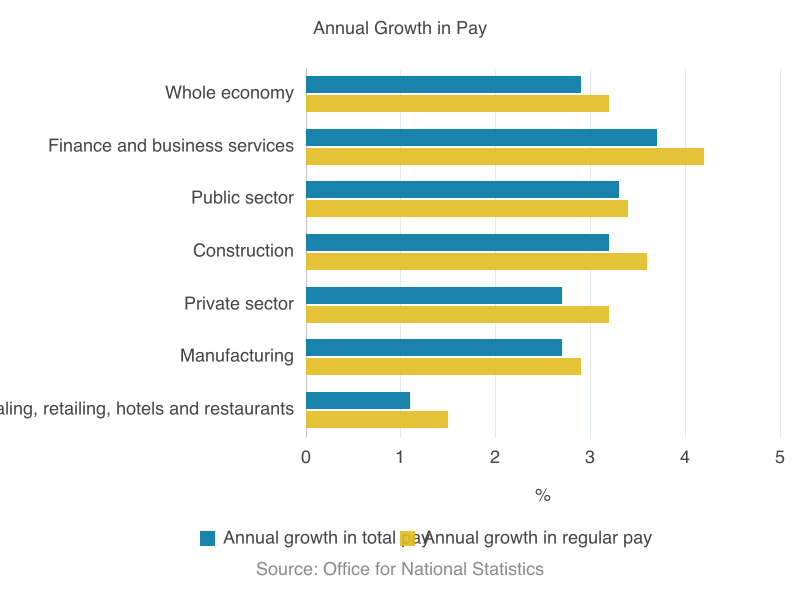 Annual Growth in Pay
Whole economy
Finance and business services
Public sector
Construction
Private sector
Manufacturing
retailing, hotels and restaurants
0 1 2 3 4 5
%
Annual growth in total pay Annual growth in regular pay
Source: Office for National Statistics